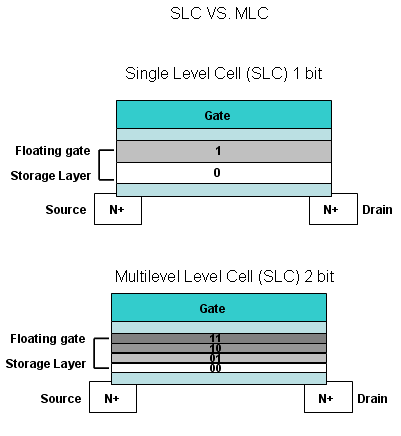 SLC VS. MLC
Single Level Cell (SLC) 1 bit
Gate
Floating gate
1
Storage Layer
0
Source
N+
N+
Drain
Multilevel Level Cell (SLC) 2 bit
Gate
Floating gate
11
10
01
Storage Layer
00
Source
N+
N+
Drain